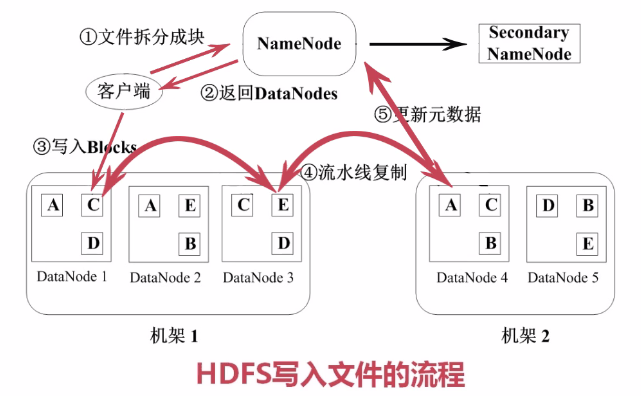 ①文件拆分成块
NameNode
Secondary
NameNode
客户端
②返回DataNodes
⑤更新元数据
③写入Blocks
④流水线复制
A C
D
DataNode 1
A E
B
DataNode 2
C E
D
DataNode 3
A C
B
DataNode 4
D B
E
DataNode 5
机架 1
机架 2
HDFS写入文件的流程